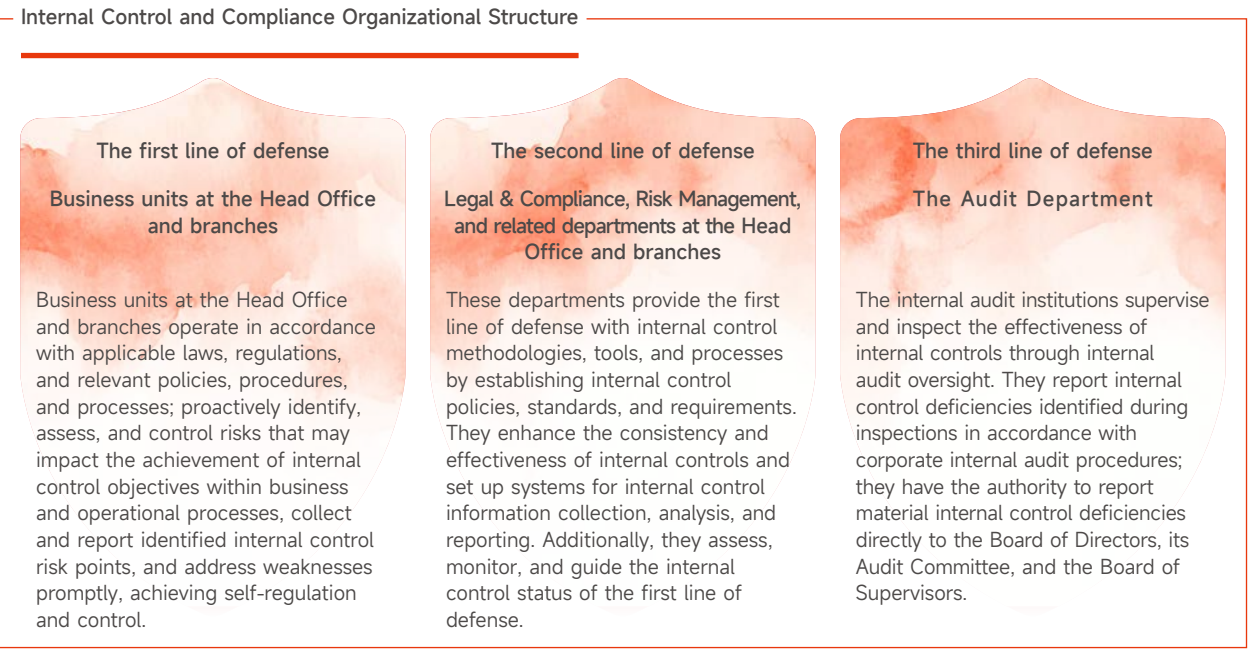 Internal Control and Compliance Organizational Structure
The first line of defense
Business units at the Head Office
and branches
Business units at the Head Office
and branches operate in accordance
with applicable laws, regulations,
and relevant policies, procedures,
and processes; proactively identify,
assess, and control risks that may
impact the achievement of internal
control objectives within business
and operational processes, collect
and report identified internal control
risk points, and address weaknesses
promptly, achieving self-regulation
and control.
The second line of defense
Legal & Compliance, Risk Management,
and related departments at the Head
Office and branches
These departments provide the first
line of defense with internal control
methodologies, tools, and processes
by establishing internal control
policies, standards, and requirements.
They enhance the consistency and
effectiveness of internal controls and
set up systems for internal control
information collection, analysis, and
reporting. Additionally, they assess,
monitor, and guide the internal
control status of the first line of
defense.
The third line of defense
The Audit Department
The internal audit institutions supervise
and inspect the effectiveness of
internal controls through internal
audit oversight. They report internal
control deficiencies identified during
inspections in accordance with
corporate internal audit procedures;
they have the authority to report
material internal control deficiencies
directly to the Board of Directors, its
Audit Committee, and the Board of
Supervisors.